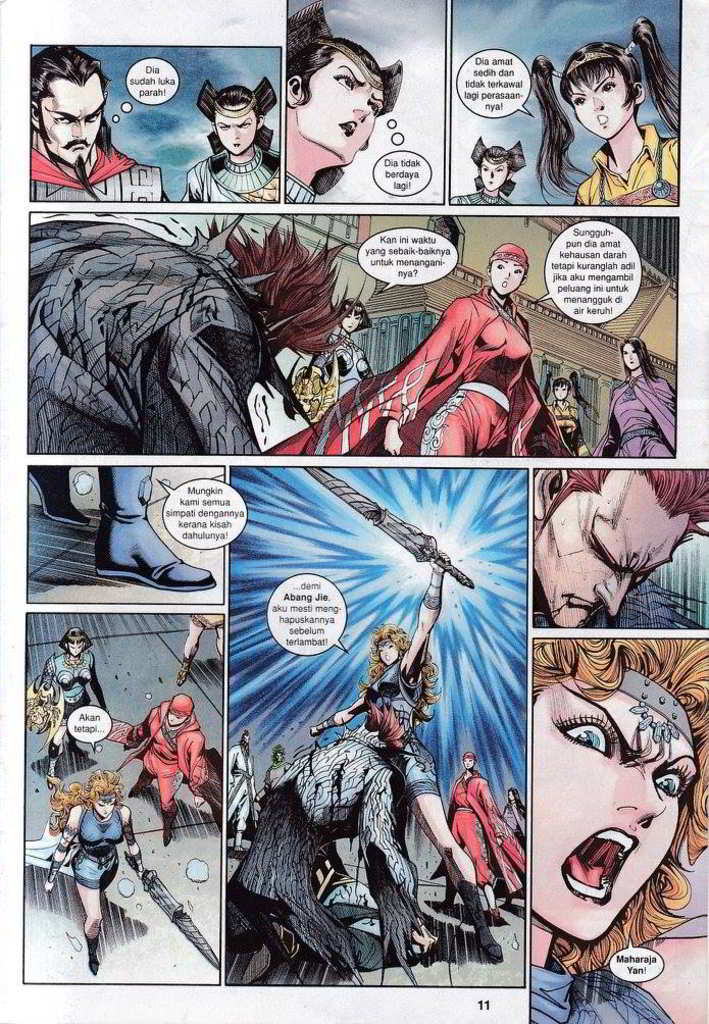 Dia
sudah luka
parah!
Dia tidak
berdaya
lagi!
Dia amat
sedih dan
tidak terkawal
lagi perasaan-
nya!
Kan ini waktu
yang sebaik-baiknya
untuk menangani-
nya?
Sungguh-
pun dia amat
kehausan darah
tetapi kuranglah adil
jika aku mengambil
peluang ini untuk
menangguk di
air keruh!
Mungkin
kami semua
simpati dengannya
kerana kisah
dahulunya!
Akan
tetapi...
...demi
Abang Jie,
aku mesti meng-
hapuskannya
sebelum
terlambat!
Maharaja
Yan!
11